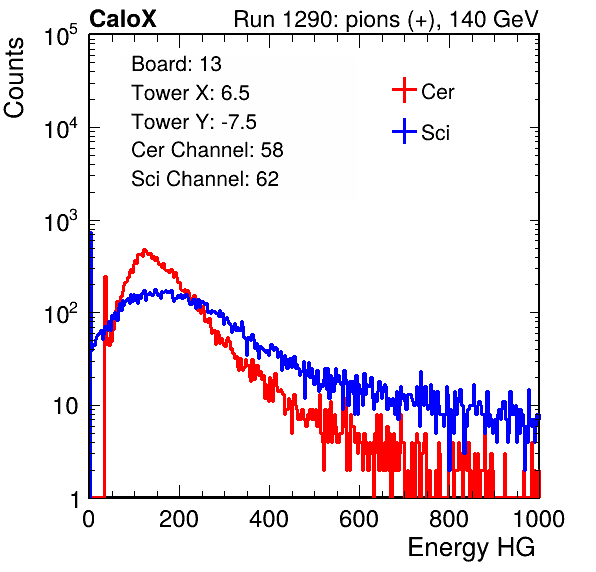 CaloX Run 1290: pions (+), 140 GeV
Counts
10^5
10^4
10^3
10^2
10
1
Board: 13
Tower X: 6.5
Tower Y: -7.5
Cer Channel: 58
Sci Channel: 62
Cer
Sci
0 200 400 600 800 1000
Energy HG